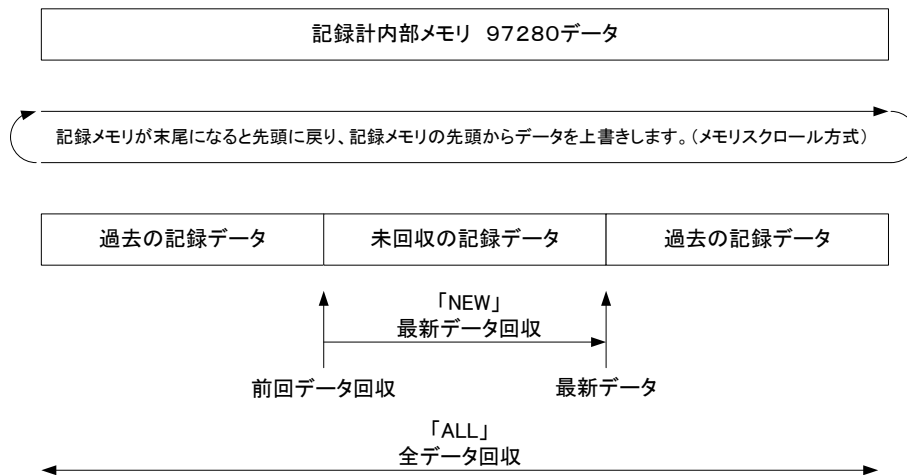 記録計内部メモリ 97280データ
記録メモリが末尾になると先頭に戻り、記録メモリの先頭からデータを上書きします。(メモリスクロール方式)
過去の記録データ
未回収の記録データ
過去の記録データ
「NEW」
最新データ回収
前回データ回収
最新データ
「ALL」
全データ回収